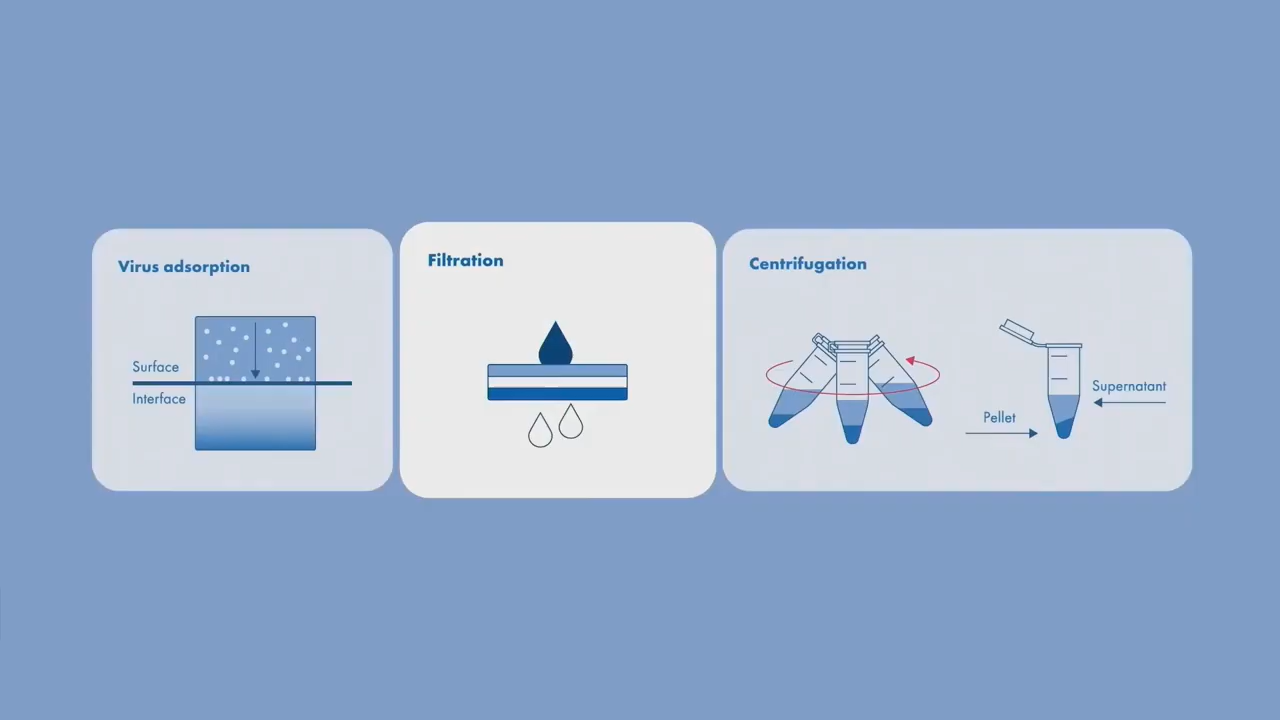 Virus adsorption
Surface
Interface
Filtration
Centrifugation
Pellet
Supernatant